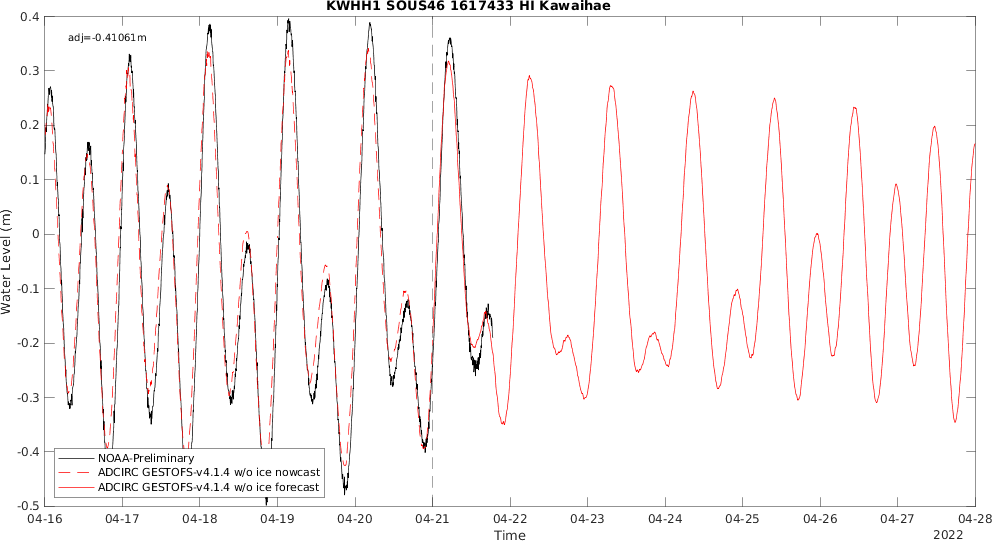 KWHH1 SOUS46 1617433 HI Kawaihae
adj=-0.41061m
0.4
0.3
0.2
0.1
0
-0.1
-0.2
-0.3
-0.4
-0.5
Water Level (m)
NOAA-Preliminary
ADCIRC GESTOFS-v4.1.4 w/o ice nowcast
ADCIRC GESTOFS-v4.1.4 w/o ice forecast
04-16 04-17 04-18 04-19 04-20 04-21 04-22 04-23 04-24 04-25 04-26 04-27 04-28
Time
2022